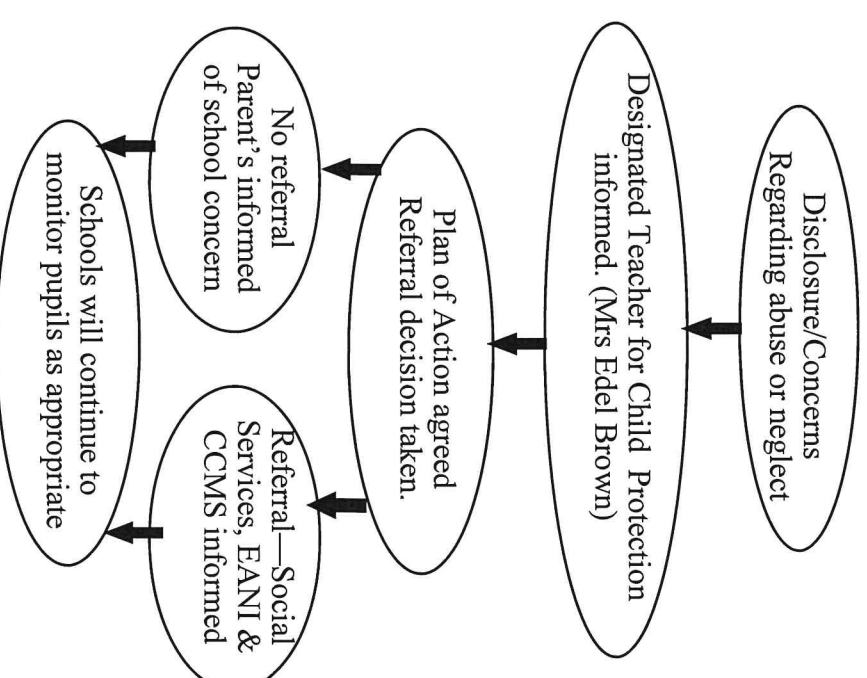 Disclosure/Concerns
Regarding abuse or neglect
Designated Teacher for Child Protection
informed. (Mrs Edel Brown)
Plan of Action agreed
Referral decision taken.
No referral
Parent's informed
of school concern
Referral—Social
Services, EANI &
CCMS informed
Schools will continue to
monitor pupils as appropriate